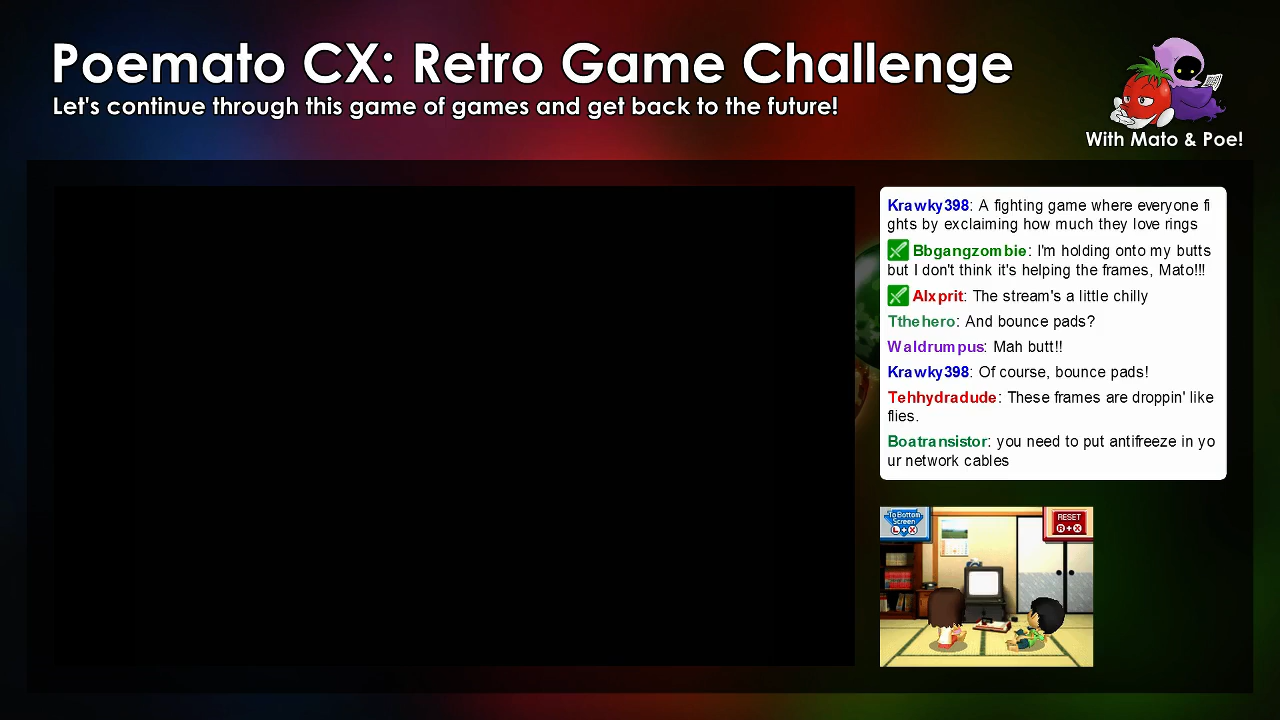 Poemato CX: Retro Game Challenge
Let's continue through this game of games and get back to the future!
With Mato & Poe!
Krawky398: A fighting game where everyone fi
ghts by exclaiming how much they love rings
Bbgangzombie: I'm holding onto my butts
but I don't think it's helping the frames, Mato!!!
Alxprit: The stream's a little chilly
Tthehero: And bounce pads?
Waldrumpus: Mah butt!!
Krawky398: Of course, bounce pads!
Tehhydradude: These frames are droppin' like
flies.
Boatransistor: you need to put antifreeze in yo
ur network cables
To Bottom
Screen
L+X
RESET
R+X